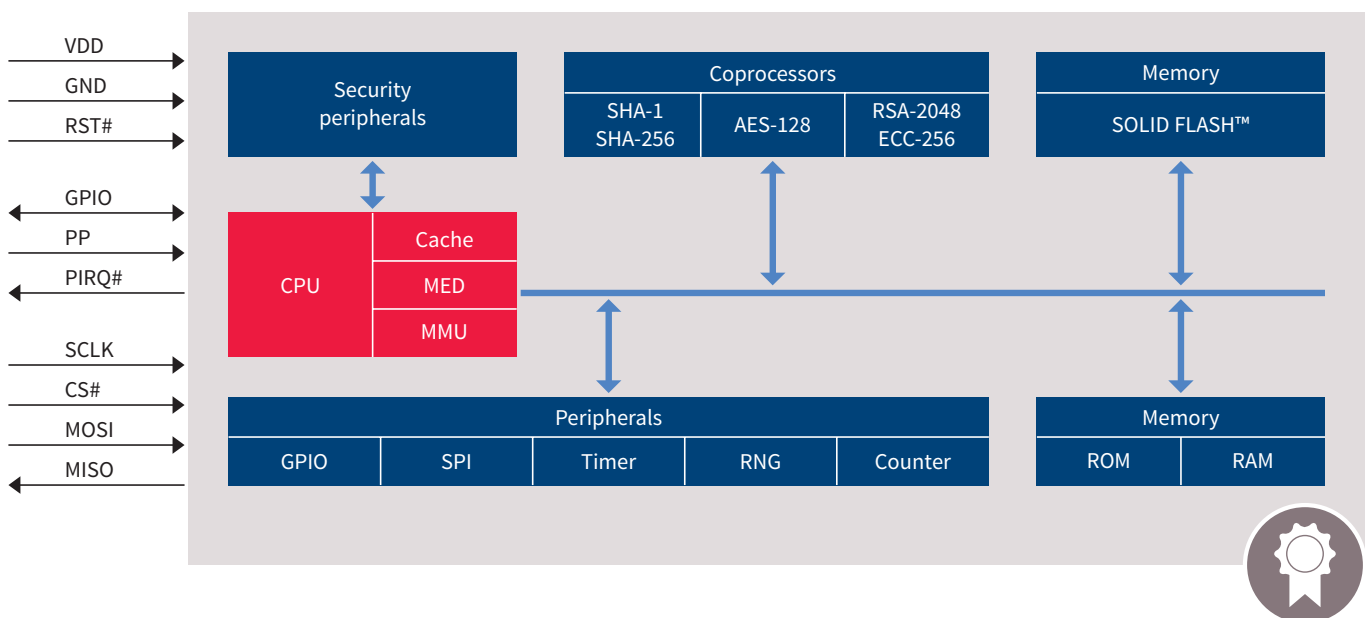 VDD
GND
RST#
GPIO
PP
PIRQ#
SCLK
CS#
MOSI
MISO
Security
peripherals
Coprocessors
SHA-1
SHA-256
AES-128
RSA-2048
ECC-256
Memory
SOLID FLASH™
CPU
Cache
MED
MMU
Peripherals
GPIO
SPI
Timer
RNG
Counter
Memory
ROM
RAM